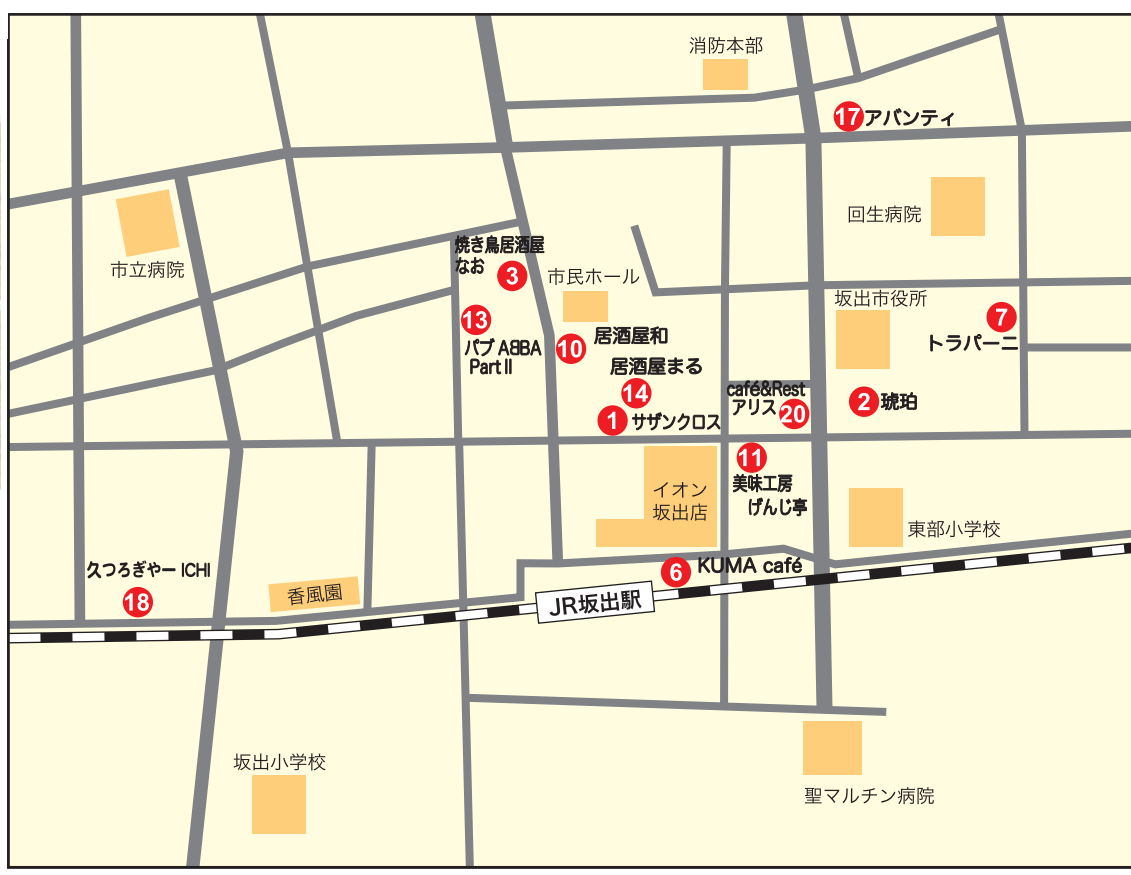 消防本部
17 アバンティ
回生病院
市立病院
焼き鳥居酒屋
なお 3
市民ホール
坂出市役所
7
トラパーニ
13
パブ ABBA
Part II
10 居酒屋和
居酒屋まる
14
1 サザンクロス
café&Rest
アリス 20
2 琥珀
11
美味工房
げんじ亭
イオン
坂出店
東部小学校
6 KUMA café
久つろぎやー ICHI
18
香風園
JR坂出駅
坂出小学校
聖マルチン病院